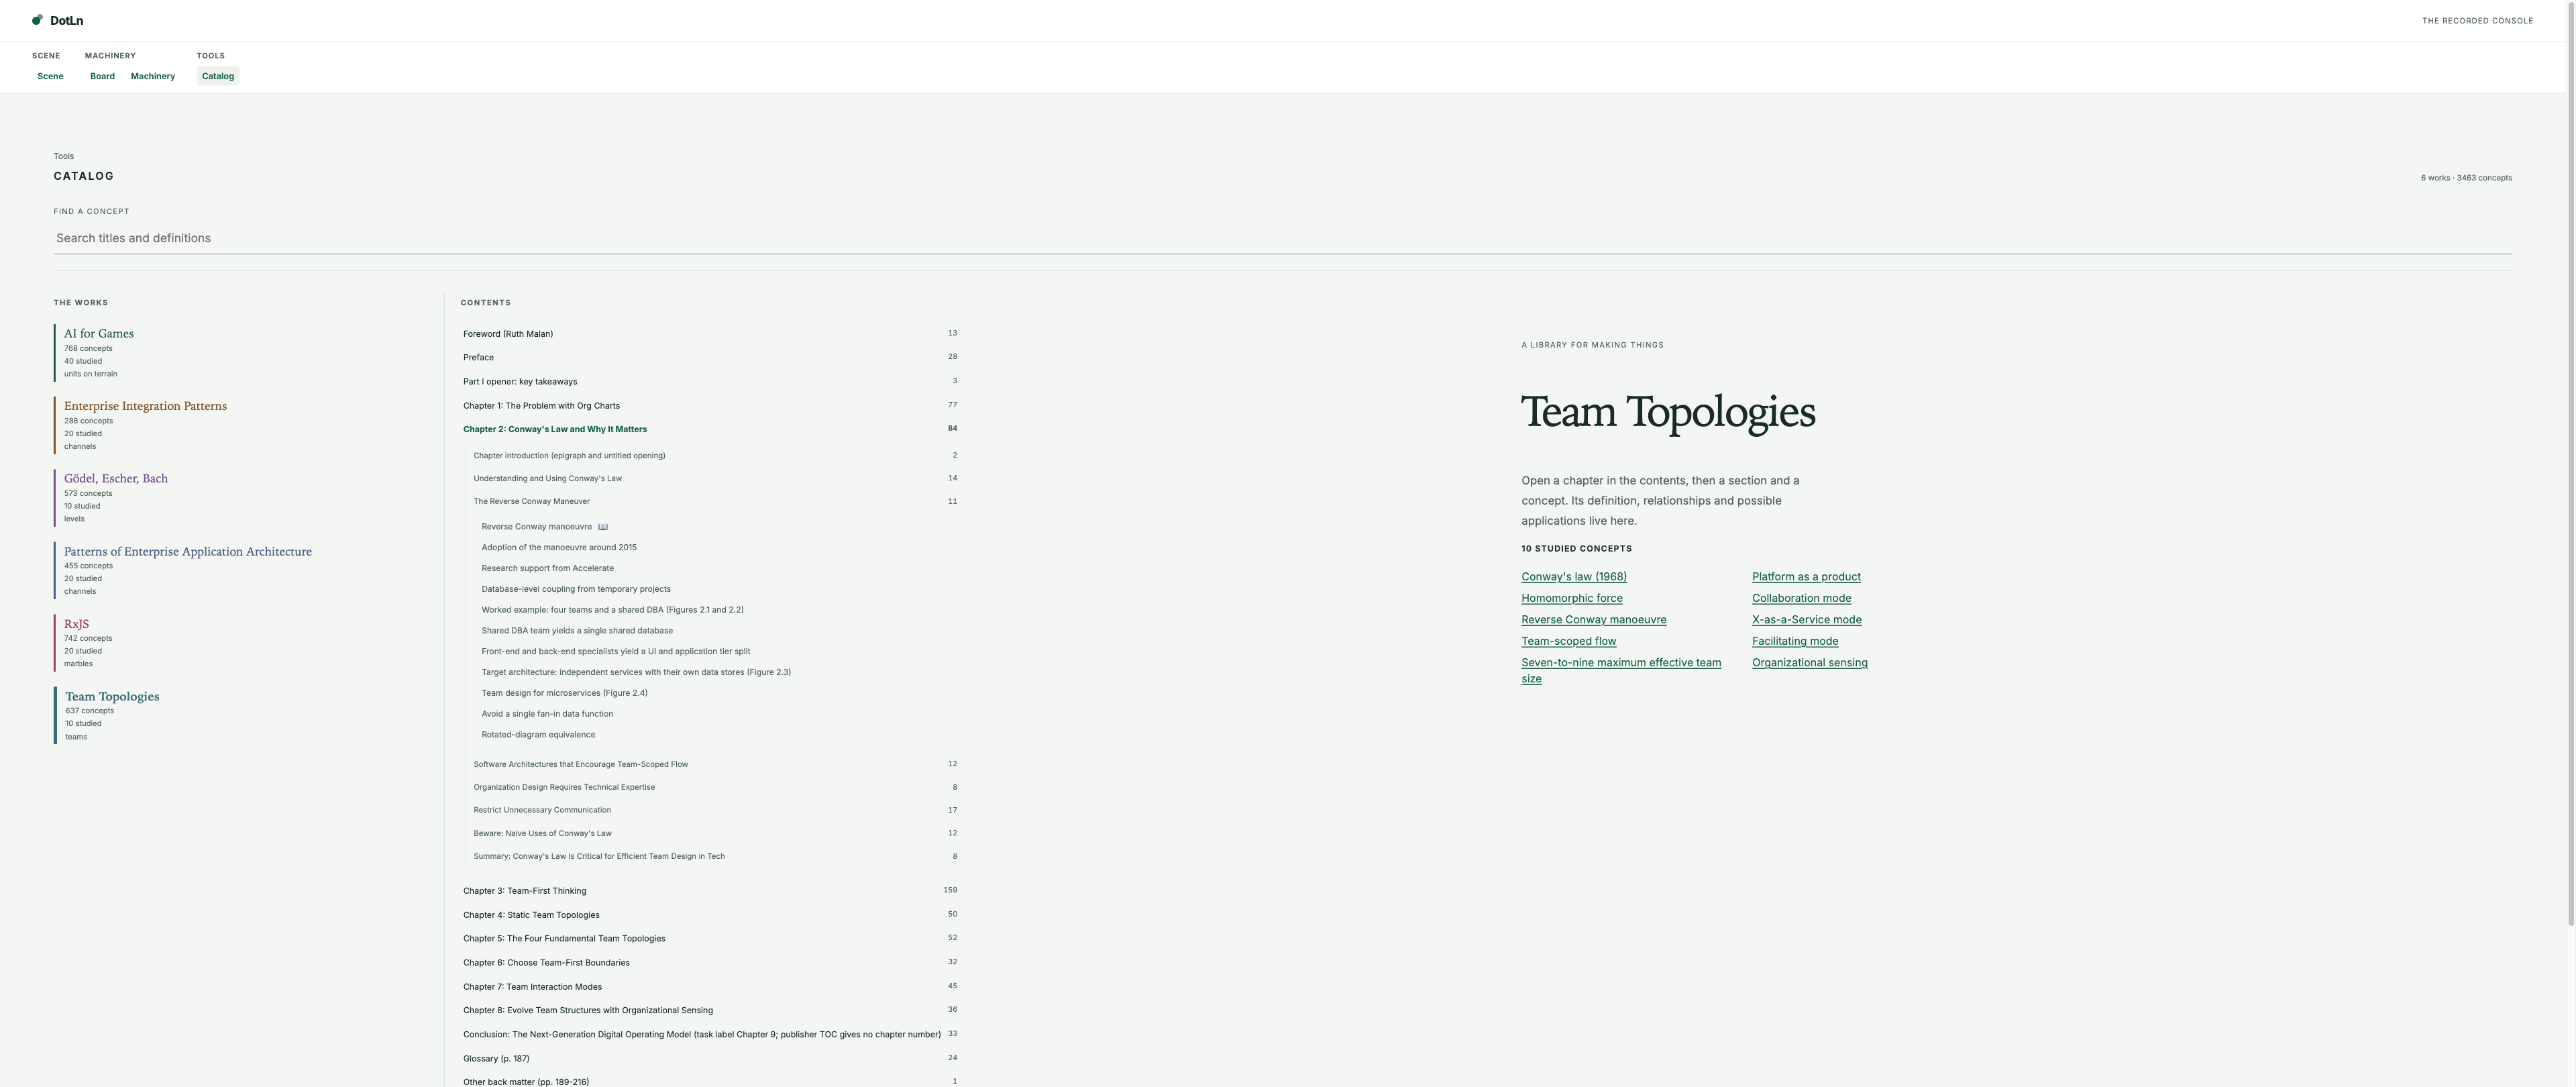 DotLn
THE RECORDED CONSOLE
SCENE
MACHINERY
TOOLS
Scene
Board
Machinery
Catalog
Tools
CATALOG
6 works · 3463 concepts
FIND A CONCEPT
Search titles and definitions
THE WORKS
AI for Games
768 concepts
40 studied
units on terrain
Enterprise Integration Patterns
288 concepts
20 studied
channels
Gödel, Escher, Bach
573 concepts
10 studied
levels
Patterns of Enterprise Application Architecture
455 concepts
20 studied
channels
RxJS
742 concepts
20 studied
marbles
Team Topologies
637 concepts
10 studied
teams
CONTENTS
Foreword (Ruth Malan) 13
Preface 28
Part I opener: key takeaways 3
Chapter 1: The Problem with Org Charts 77
Chapter 2: Conway's Law and Why It Matters 84
Chapter introduction (epigraph and untitled opening) 2
Understanding and Using Conway's Law 14
The Reverse Conway Maneuver 11
Reverse Conway manoeuvre
Adoption of the manoeuvre around 2015
Research support from Accelerate
Database-level coupling from temporary projects
Worked example: four teams and a shared DBA (Figures 2.1 and 2.2)
Shared DBA team yields a single shared database
Front-end and back-end specialists yield a UI and application tier split
Target architecture: independent services with their own data stores (Figure 2.3)
Team design for microservices (Figure 2.4)
Avoid a single fan-in data function
Rotated-diagram equivalence
Software Architectures that Encourage Team-Scoped Flow 12
Organization Design Requires Technical Expertise 8
Restrict Unnecessary Communication 17
Beware: Naive Uses of Conway's Law 12
Summary: Conway's Law Is Critical for Efficient Team Design in Tech 8
Chapter 3: Team-First Thinking 159
Chapter 4: Static Team Topologies 50
Chapter 5: The Four Fundamental Team Topologies 52
Chapter 6: Choose Team-First Boundaries 32
Chapter 7: Team Interaction Modes 45
Chapter 8: Evolve Team Structures with Organizational Sensing 36
Conclusion: The Next-Generation Digital Operating Model (task label Chapter 9; publisher TOC gives no chapter number) 33
Glossary (p. 187) 24
Other back matter (pp. 189-216) 1
A LIBRARY FOR MAKING THINGS
Team Topologies
Open a chapter in the contents, then a section and a
concept. Its definition, relationships and possible
applications live here.
10 STUDIED CONCEPTS
Conway's law (1968)
Homomorphic force
Reverse Conway manoeuvre
Team-scoped flow
Seven-to-nine maximum effective team
size
Platform as a product
Collaboration mode
X-as-a-Service mode
Facilitating mode
Organizational sensing